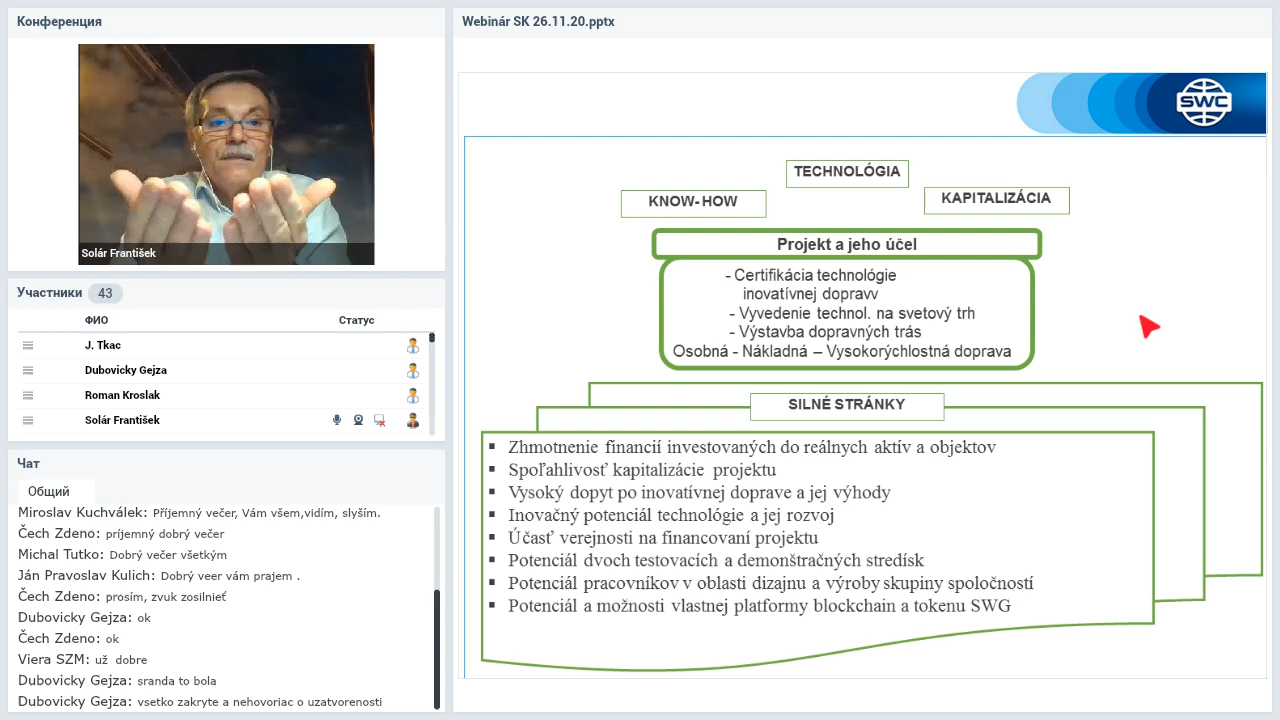 Конференция
Solár František
Участники 43
ФИО Статус
J. Tkac
Dubovicky Gejza
Roman Kroslak
Solár František
Чат
Общий
Miroslav Kuchválek: Příjemný večer, Vám všem,vidím, slyším.
Čech Zdeno: príjemný dobrý večer
Michal Tutko: Dobrý večer všetkým
Ján Pravoslav Kulich: Dobrý veer vám prajem .
Čech Zdeno: prosím, zvuk zosilnieť
Dubovicky Gejza: ok
Čech Zdeno: ok
Viera SZM: už dobre
Dubovicky Gejza: sranda to bola
Dubovicky Gejza: vsetko zakryte a nehovoriac o uzatvorenosti
Webinár SK 26.11.20.pptx
SWC
TECHNOLÓGIA
KNOW-HOW
KAPITALIZÁCIA
Projekt a jeho účel
- Certifikácia technológie
inovatívnej dopravv
- Vyvedenie technol. na svetový trh
- Výstavba dopravných trás
Osobná - Nákladná – Vysokorýchlostná doprava
SILNÉ STRÁNKY
▪ Zhmotnenie financií investovaných do reálnych aktív a objektov
▪ Spoľahlivosť kapitalizácie projektu
▪ Vysoký dopyt po inovatívnej doprave a jej výhody
▪ Inovačný potenciál technológie a jej rozvoj
▪ Účasť verejnosti na financovaní projektu
▪ Potenciál dvoch testovacích a demonštračných stredísk
▪ Potenciál pracovníkov v oblasti dizajnu a výroby skupiny spoločností
▪ Potenciál a možnosti vlastnej platformy blockchain a tokenu SWG